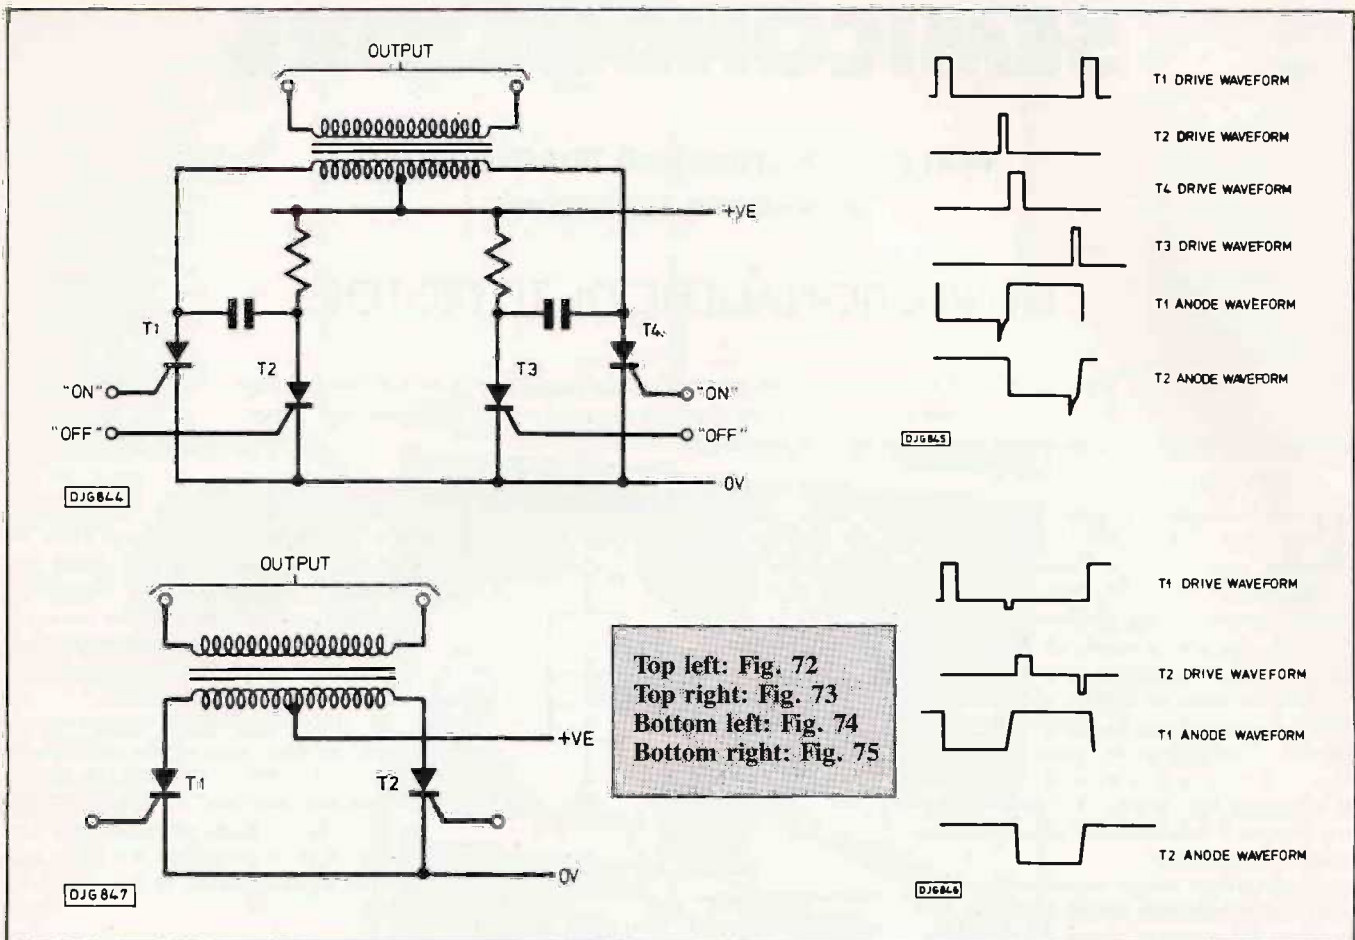 OUTPUT
+VE
T1
T2
T3
T4
"ON"
"OFF"
"ON"
"OFF"
0V
DJG844
T1 DRIVE WAVEFORM
T2 DRIVE WAVEFORM
T4 DRIVE WAVEFORM
T3 DRIVE WAVEFORM
T1 ANODE WAVEFORM
T2 ANODE WAVEFORM
DJG845
OUTPUT
+VE
T1
T2
0V
DJG847
Top left: Fig. 72
Top right: Fig. 73
Bottom left: Fig. 74
Bottom right: Fig. 75
T1 DRIVE WAVEFORM
T2 DRIVE WAVEFORM
T1 ANODE WAVEFORM
T2 ANODE WAVEFORM
DJG846